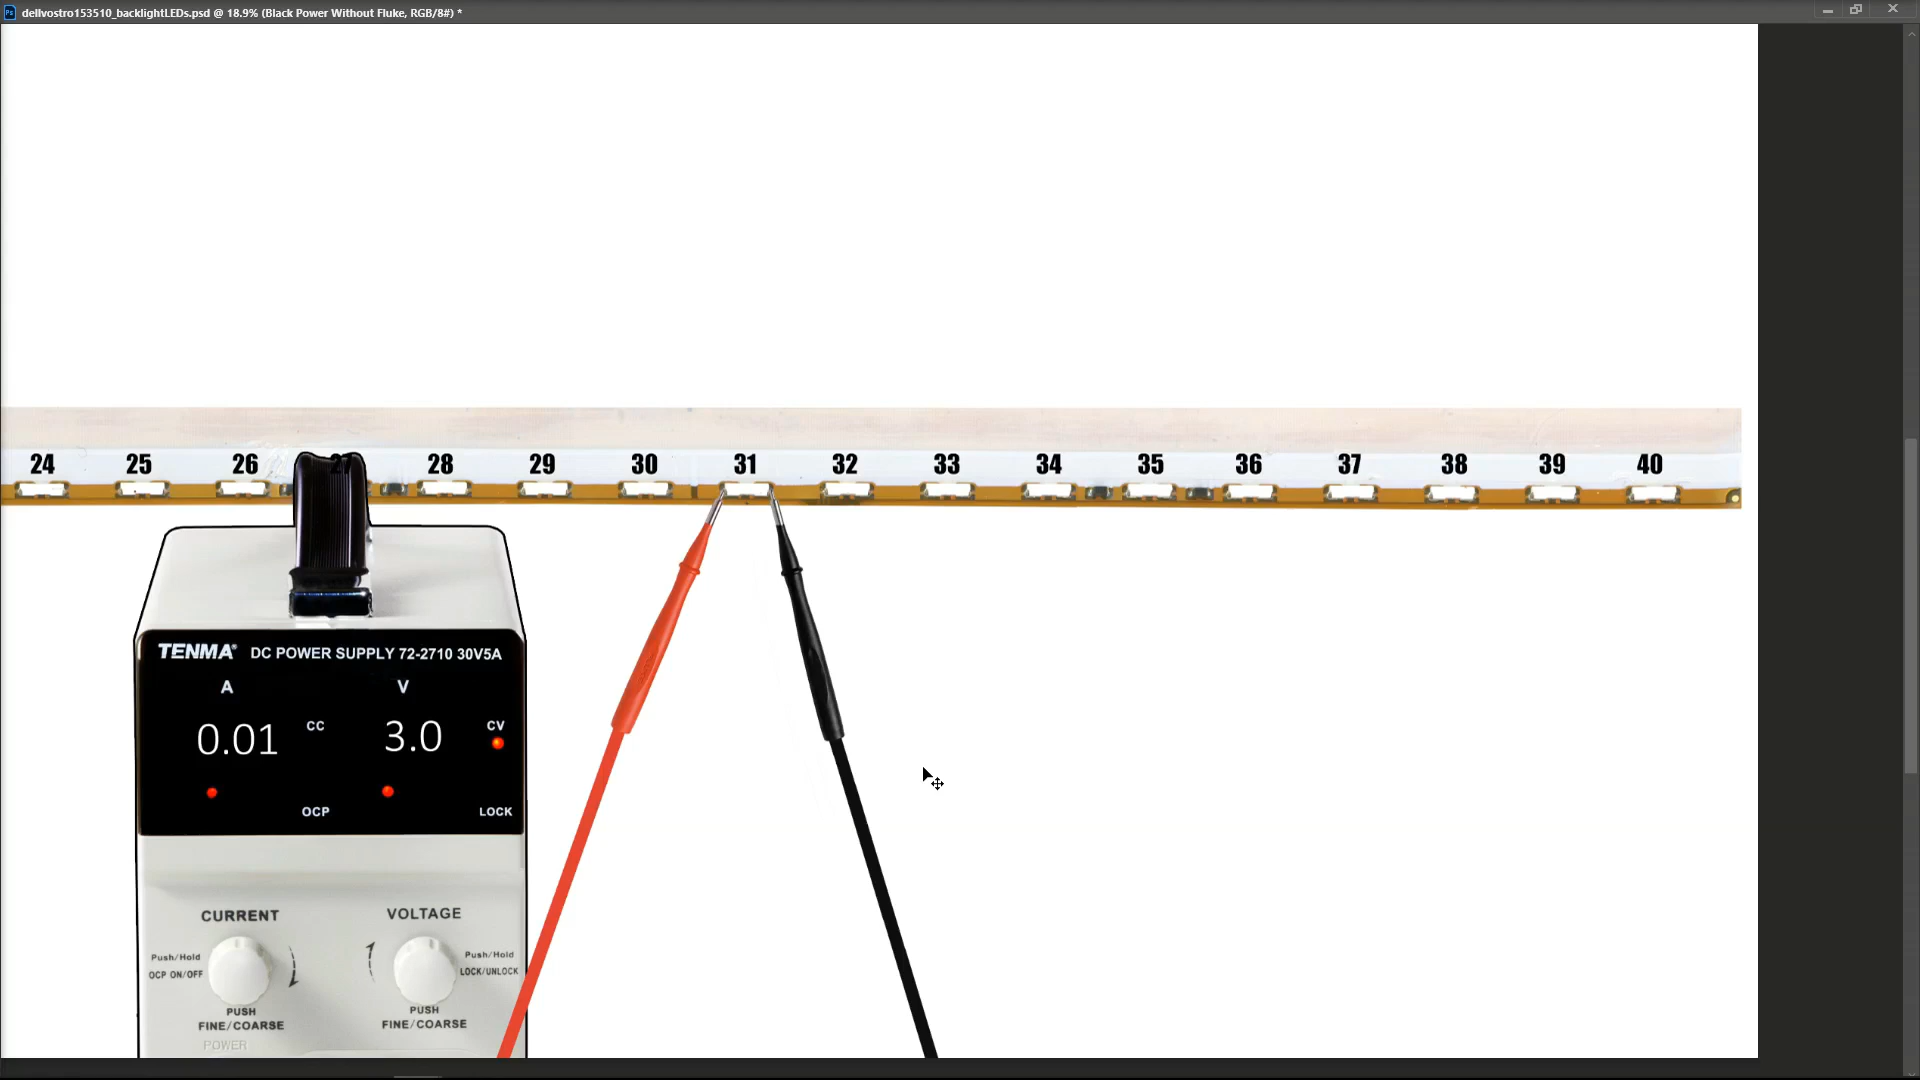 dellvostro153510_backlightLEDs.psd @ 18.9% (Black Power Without Fluke, RGB/8#) *
24 25 26 27 28 29 30 31 32 33 34 35 36 37 38 39 40
TENMA® DC POWER SUPPLY 72-2710 30V5A
A V
0.01 CC 3.0 CV
OCP LOCK
CURRENT VOLTAGE
Push/Hold Push/Hold
OCP ON/OFF LOCK/UNLOCK
PUSH PUSH
FINE/COARSE FINE/COARSE
POWER